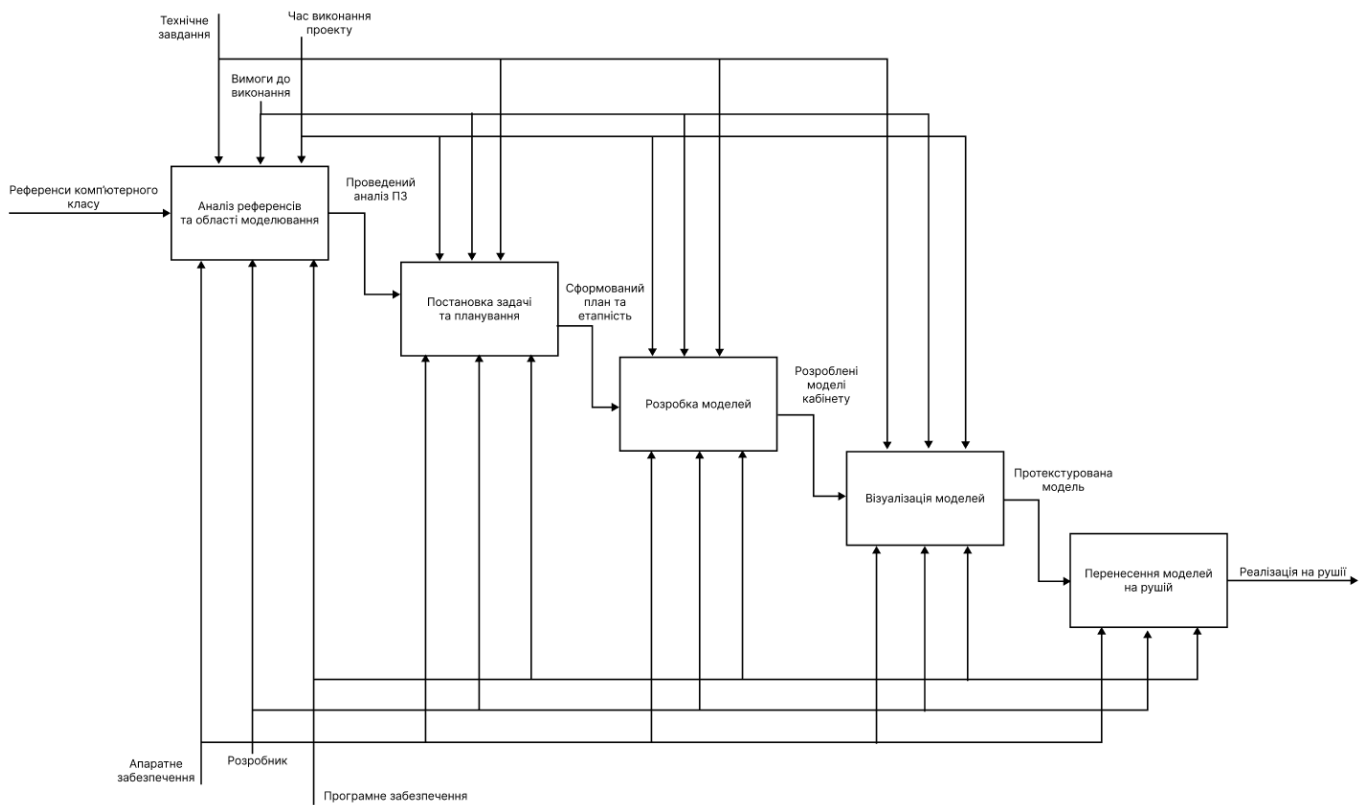 Технічне
завдання
Час виконання
проекту
Вимоги до
виконання
Референси комп'ютерного
класу
Аналіз референсів
та області моделювання
Проведений
аналіз ПЗ
Постановка задачі
та планування
Сформований
план та
етапність
Розробка моделей
Розроблені
моделі
кабінету
Візуалізація моделей
Протекстурована
модель
Перенесення моделей
на рушій
Реалізація на рушії
Апаратне
забезпечення
Розробник
Програмне забезпечення